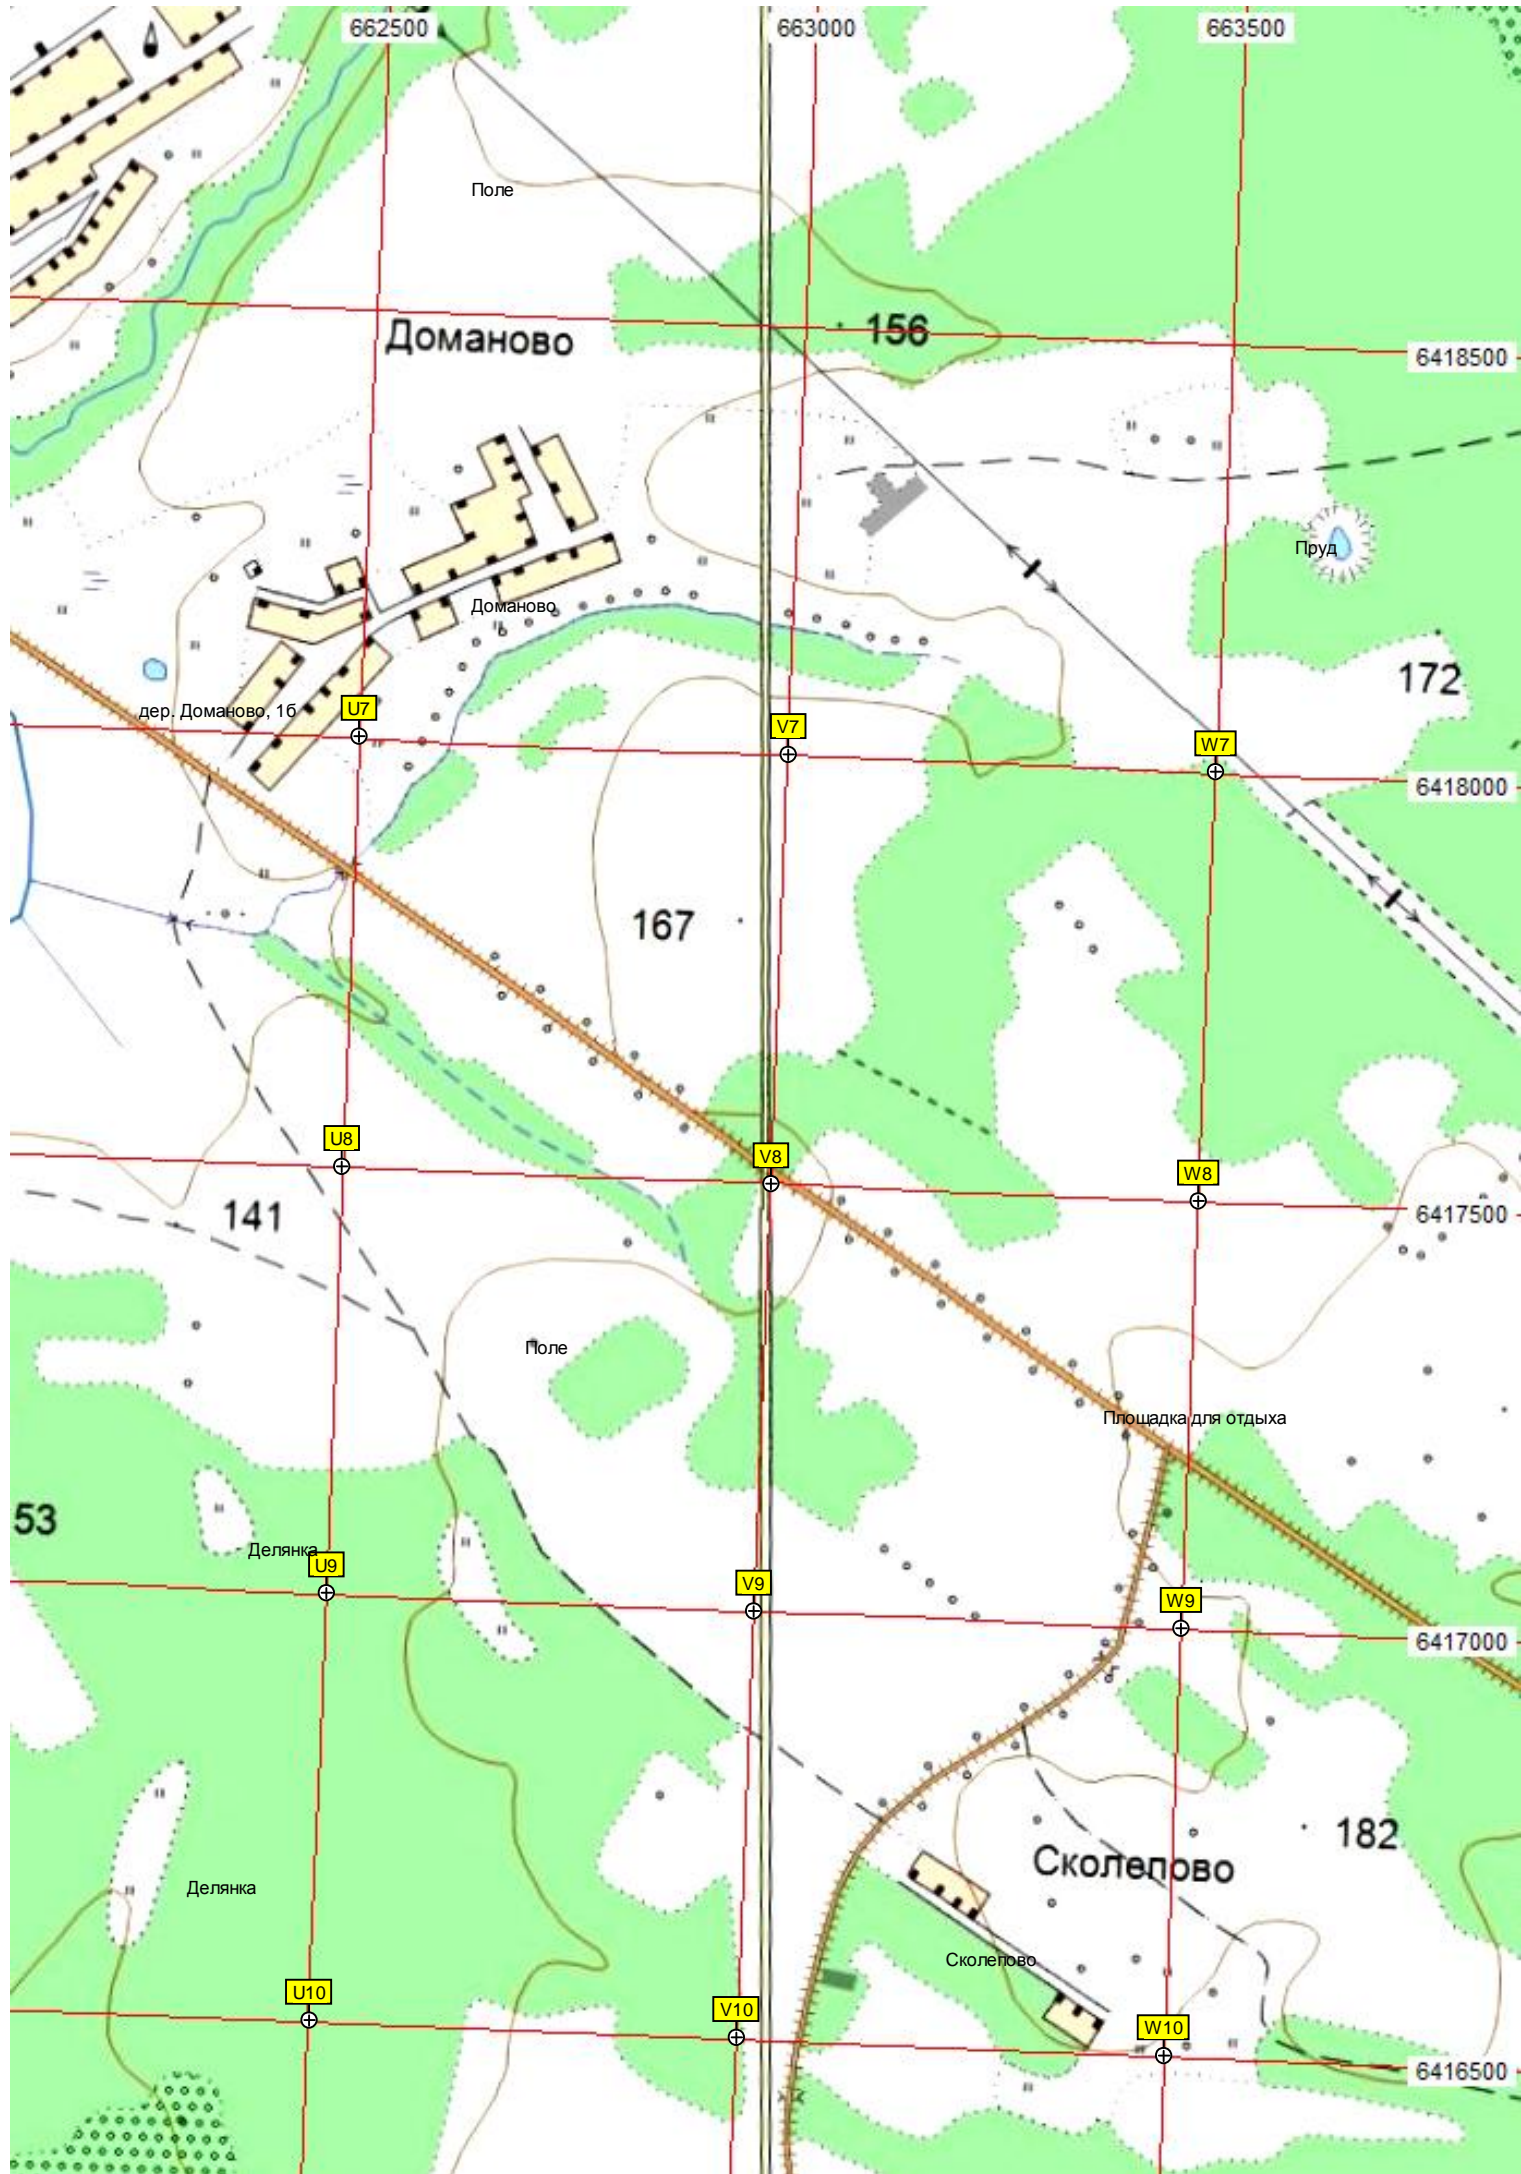 662500
663000
663500
Поле
Доманово
156
6418500
Пруд
Доманово
172
дер. Доманово, 1б
U7
V7
W7
6418000
167
U8
V8
W8
141
6417500
Поле
Площадка для отдыха
53
Делянка
U9
V9
W9
6417000
182
Сколепово
Делянка
Сколепово
U10
V10
W10
6416500